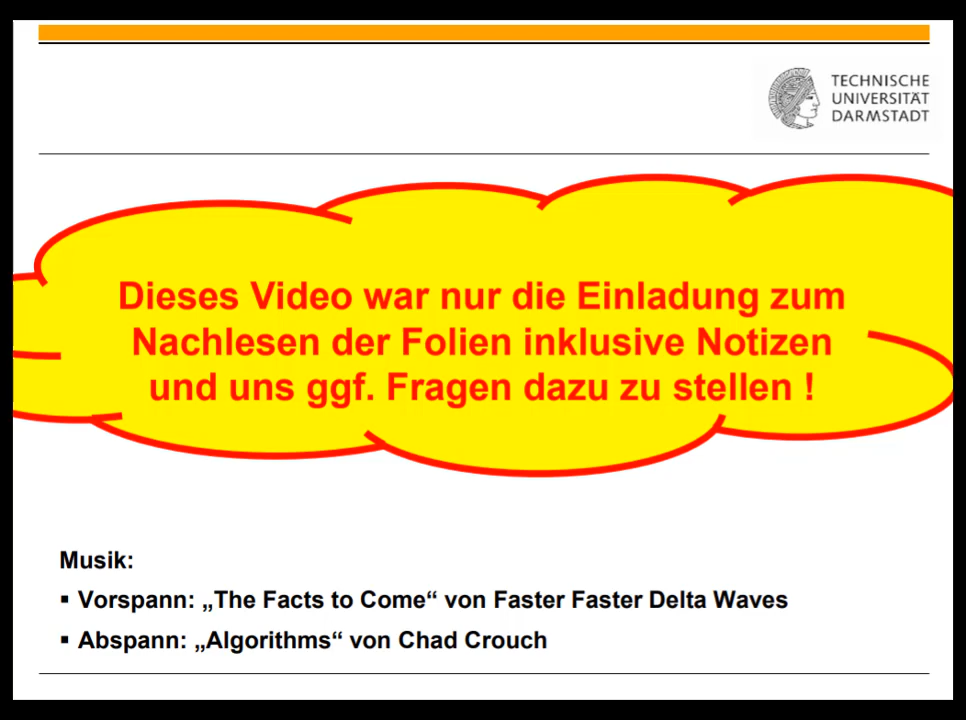 TECHNISCHE
UNIVERSITÄT
DARMSTADT
Dieses Video war nur die Einladung zum
Nachlesen der Folien inklusive Notizen
und uns ggf. Fragen dazu zu stellen !
Musik:
▪ Vorspann: „The Facts to Come“ von Faster Faster Delta Waves
▪ Abspann: „Algorithms“ von Chad Crouch